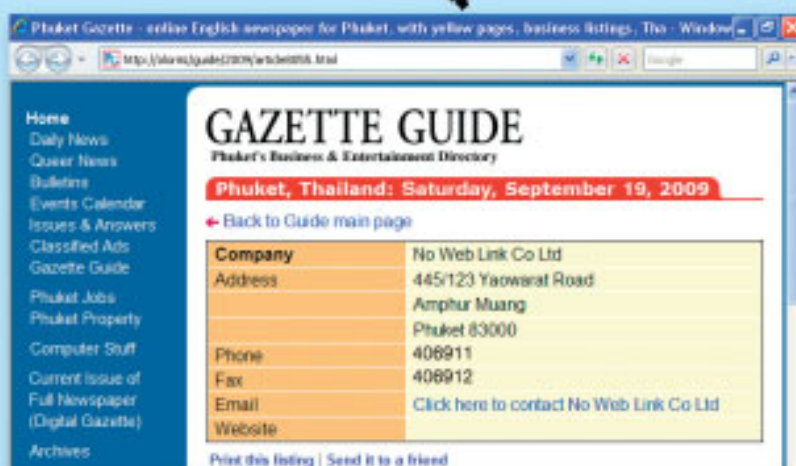 Phuket Gazette - online English newspaper for Phuket, with yellow pages, business listings, Tha - Window
Google
Home
Daily News
Queer News
Bulletins
Events Calendar
Issues & Answers
Classified Ads
Gazette Guide
Phuket Jobs
Phuket Property
Computer Stuff
Current Issue of
Full Newspaper
(Digital Gazette)
Archives
GAZETTE GUIDE
Phuket's Business & Entertainment Directory
Phuket, Thailand: Saturday, September 19, 2009
Back to Guide main page
Company No Web Link Co Ltd
Address 445/123 Yaowarat Road
Amphur Muang
Phuket 83000
Phone 406911
Fax 406912
Email Click here to contact No Web Link Co Ltd
Website
Print this listing | Send it to a friend